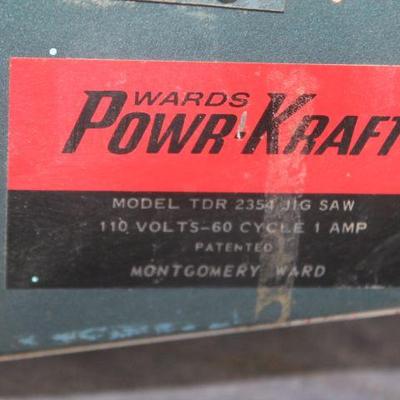 WARDS
POWR-KRAFT
MODEL TDR 2354 JIG SAW
110 VOLTS-60 CYCLE 1 AMP
PATENTED
MONTGOMERY WARD